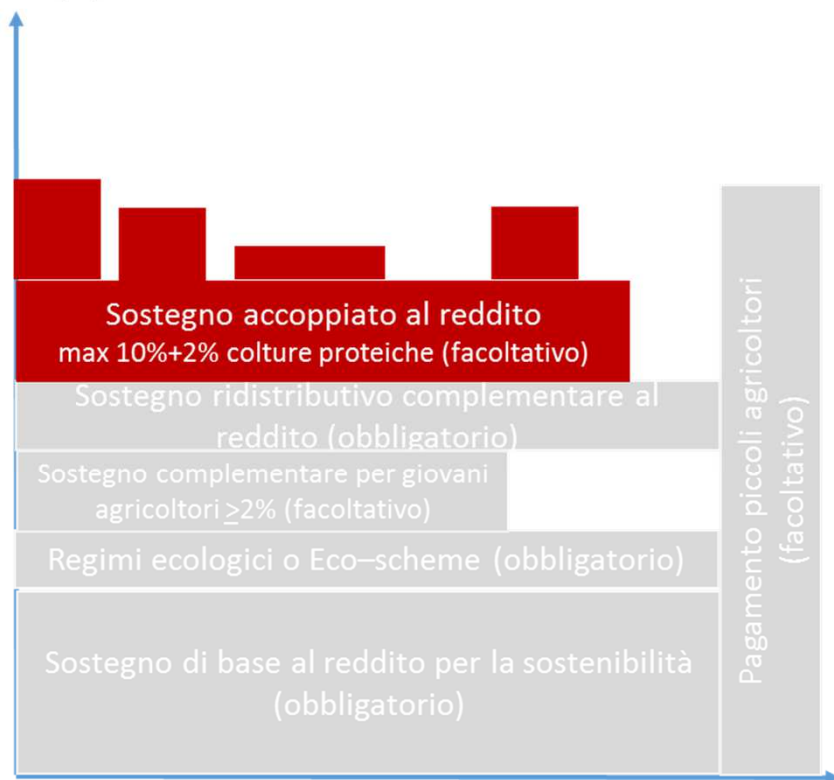 Sostegno accoppiato al reddito
max 10%+2% colture proteiche (facoltativo)
Sostegno ridistributivo complementare al
reddito (obbligatorio)
Sostegno complementare per giovani
agricoltori >2% (facoltativo)
Regimi ecologici o Eco–scheme (obbligatorio)
Sostegno di base al reddito per la sostenibilità
(obbligatorio)
Pagamento piccoli agricoltori
(facoltativo)